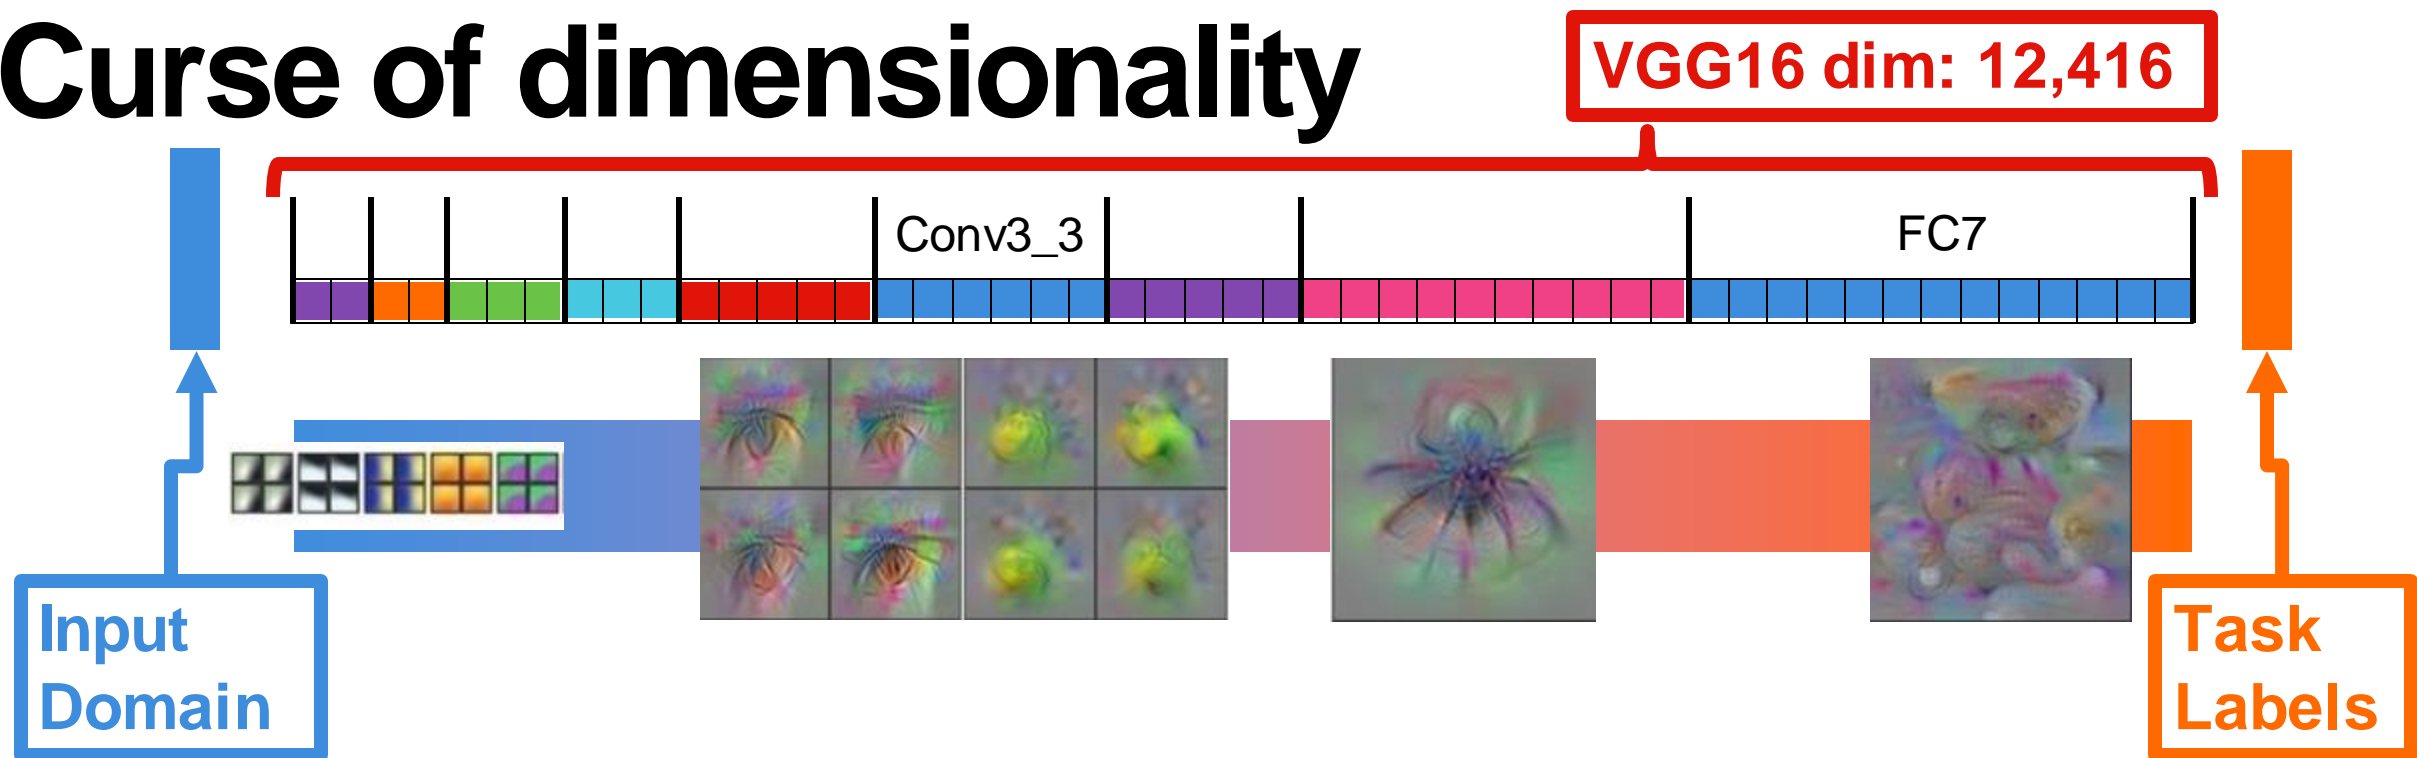 Curse of dimensionality
VGG16 dim: 12,416
Conv3_3
FC7
Input
Domain
Task
Labels